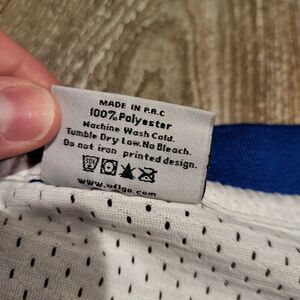 MADE IN P.R.C
100% Polyester
Machine Wash Cold.
Tumble Dry Low.No Bleach.
Do not iron printed design.
www.aflgo.com